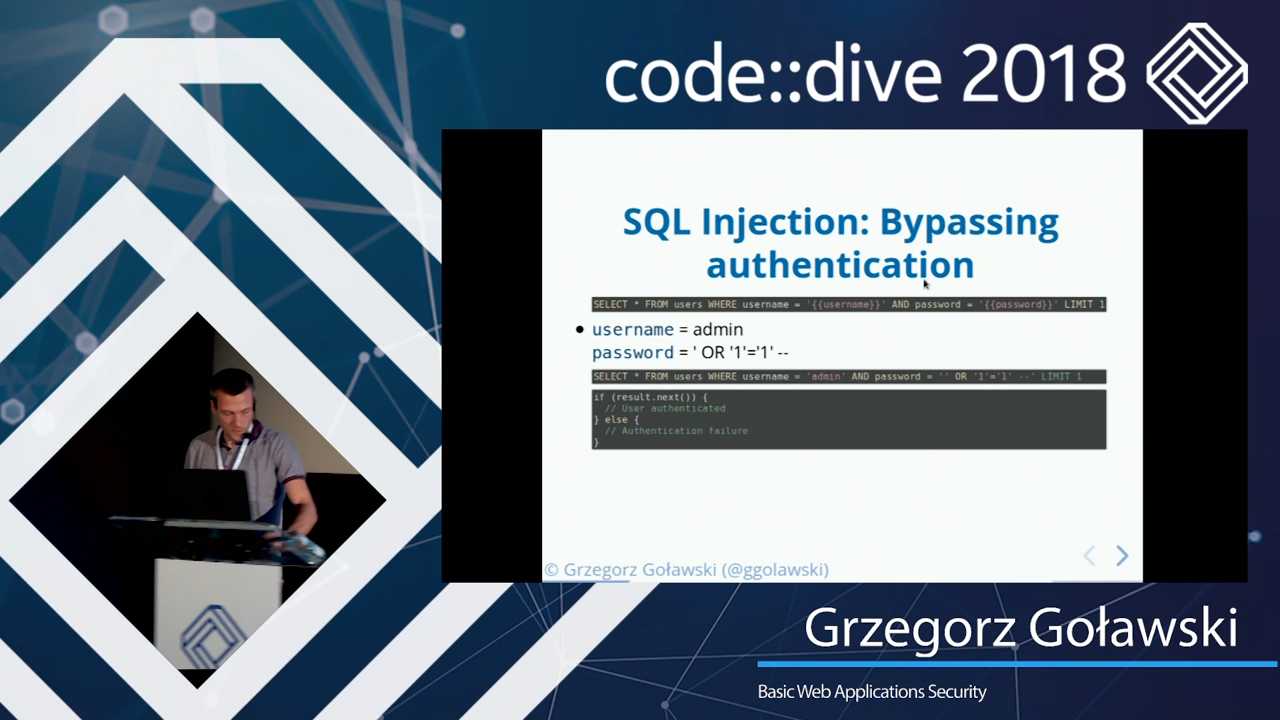 code::dive 2018
SQL Injection: Bypassing
authentication
SELECT * FROM users WHERE username = '{{username}}' AND password = '{{password}}' LIMIT 1
● username = admin
password = ' OR '1'='1' --
SELECT * FROM users WHERE username = 'admin' AND password = '' OR '1'='1' --' LIMIT 1
if (result.next()) {
// User authenticated
} else {
// Authentication failure
}
© Grzegorz Goławski (@ggolawski)
Grzegorz Goławski
Basic Web Applications Security